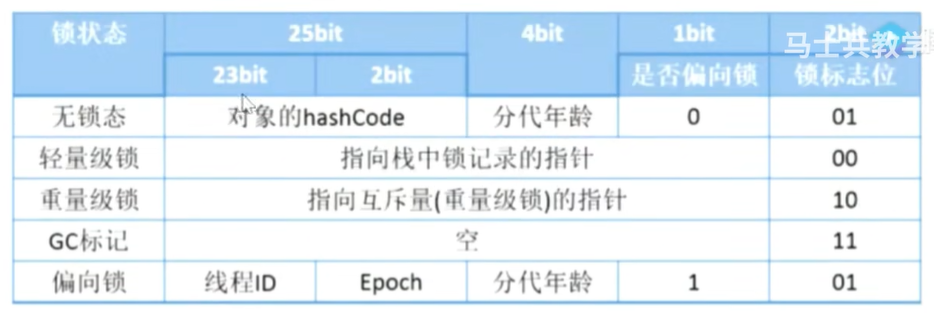 锁状态 25bit 4bit 1bit 2bit
马士兵教学
23bit 2bit 是否偏向锁 锁标志位
无锁态 对象的hashCode 分代年龄 0 01
轻量级锁 指向栈中锁记录的指针 00
重量级锁 指向互斥量(重量级锁)的指针 10
GC标记 空 11
偏向锁 线程ID Epoch 分代年龄 1 01